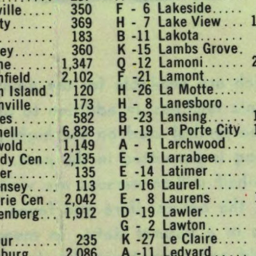 ville.... 350 F - 6 Lakeside....
ty.... 369 H - 7 Lake View... 1
183 B -11 Lakota.....
ey.... 360 K -15 Lambs Grove.
ne... 1,347 Q -12 Lamoni..... 2
nfield... 2,102 F -21 Lamont.....
n Island. 120 H -26 La Motte....
nville... 173 H - 8 Lanesboro...
es..... 582 B -23 Lansing..... 1
nell.... 6,828 H -19 La Porte City. 1
wold... 1,149 A - 1 Larchwood...
dy Cen.. 2,135 E - 5 Larrabee....
er..... 135 E -14 Latimer.....
nsey.... 113 J -16 Laurel......
rie Cen.. 2,042 E - 8 Laurens.....
enberg... 1,912 D -19 Lawler.....
G - 2 Lawton.....
ur..... 235 K -27 Le Claire....
burg... 2,086 A -11 Ledyard